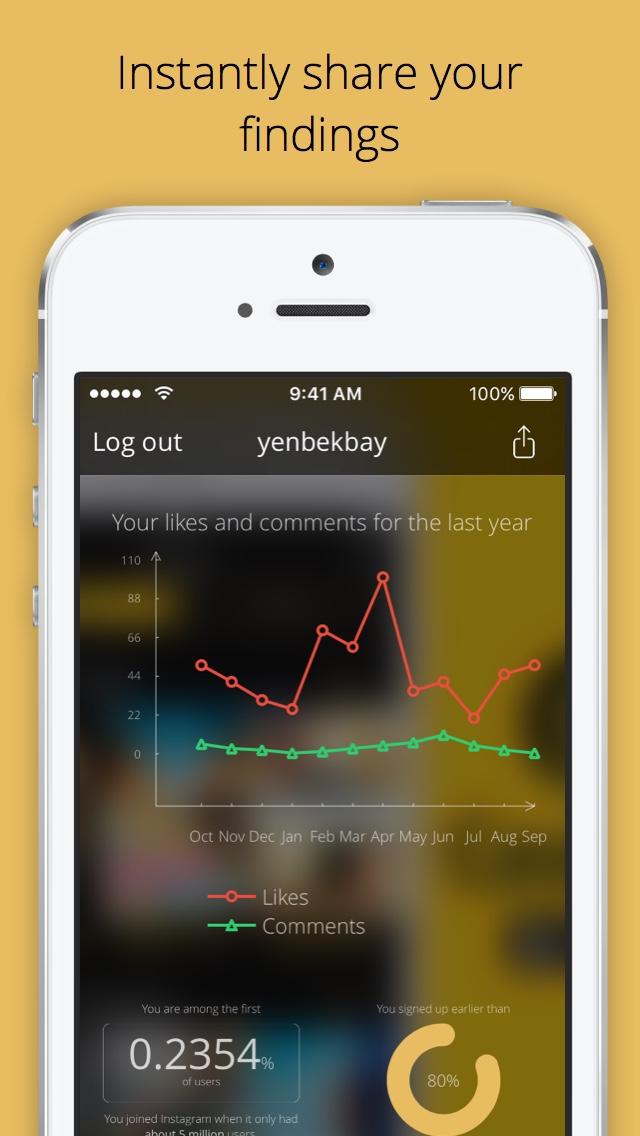 Instantly share your
findings
9:41 AM
100%
Log out
yenbekbay
Your likes and comments for the last year
110
88
66
44
22
0
Oct Nov Dec Jan Feb Mar Apr May Jun Jul Aug Sep
Likes
Comments
You are among the first
0.2354%
of users
You joined Instagram when it only had
about 5 million users
You signed up earlier than
80%